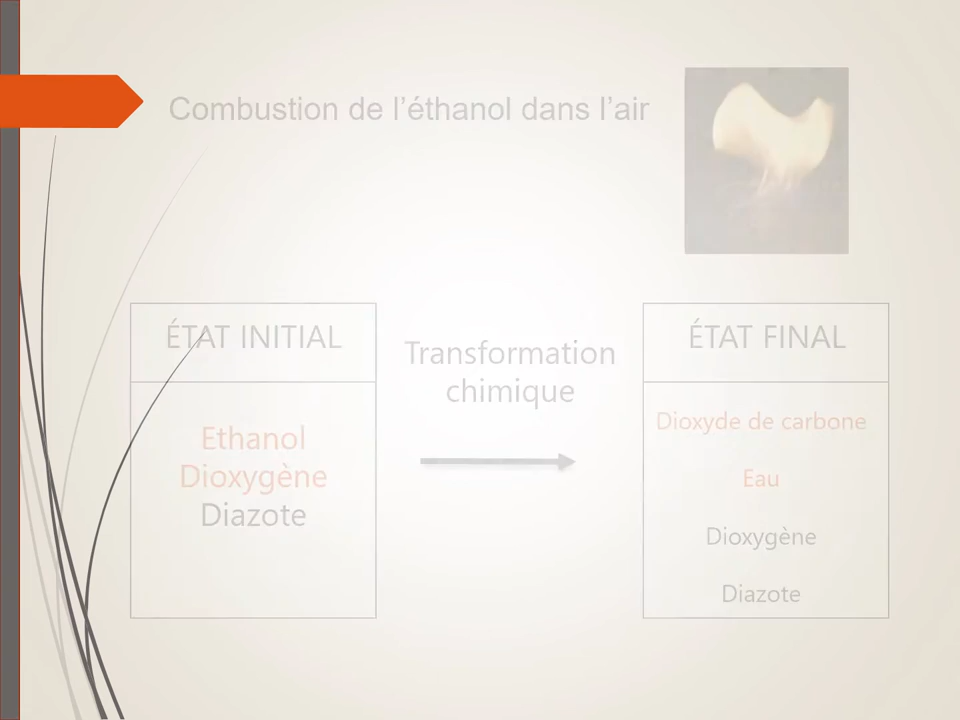 Combustion de l’éthanol dans l’air
ÉTAT INITIAL
Ethanol
Dioxygène
Diazote
Transformation
chimique
ÉTAT FINAL
Dioxyde de carbone
Eau
Dioxygène
Diazote